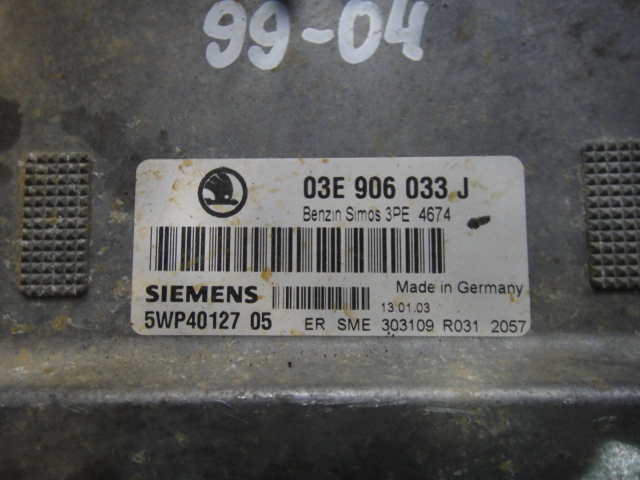 99-04
03E 906 033 J
Benzin Simos 3PE 4674
Made in Germany
SIEMENS
13.01.03
5WP40127 05 ER SME 303109 R031 2057